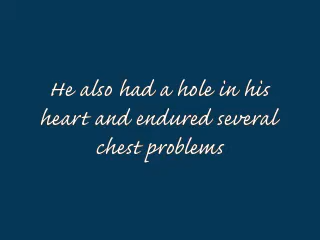 He also had a hole in his
heart and endured several
chest problems